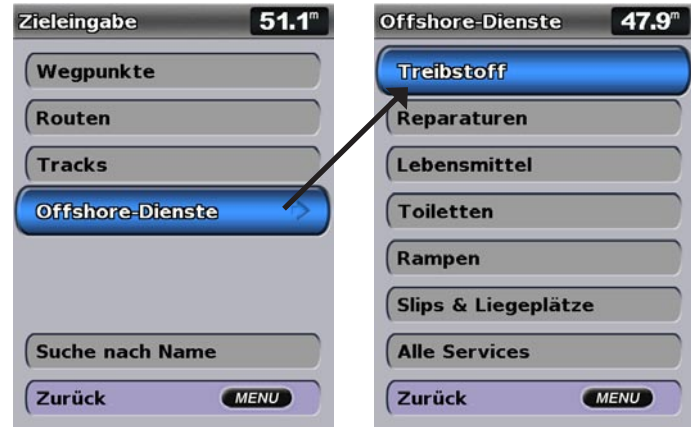 Zieleingabe 51.1m
Wegpunkte
Routen
Tracks
Offshore-Dienste
Suche nach Name
Zurück MENU
Offshore-Dienste 47.9m
Treibstoff
Reparaturen
Lebensmittel
Toiletten
Rampen
Slips & Liegeplätze
Alle Services
Zurück MENU